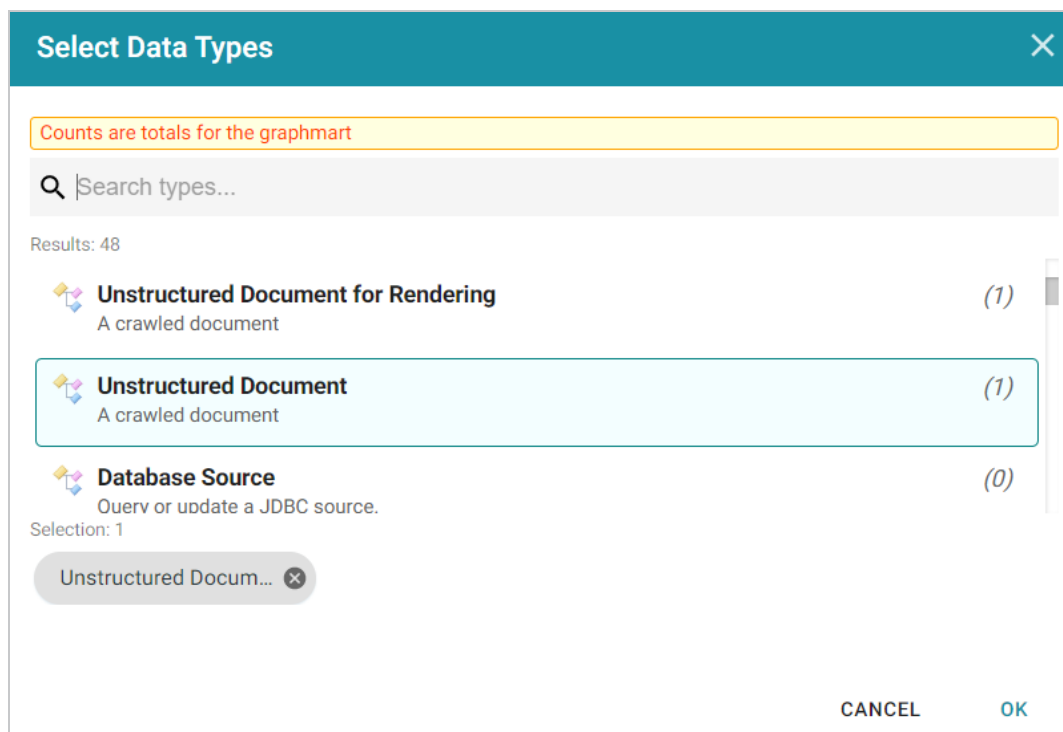 Select Data Types
Counts are totals for the graphmart
Search types...
Results: 48
Unstructured Document for Rendering (1)
A crawled document
Unstructured Document (1)
A crawled document
Database Source (0)
Query or update a JDBC source.
Selection: 1
Unstructured Docum...
CANCEL OK